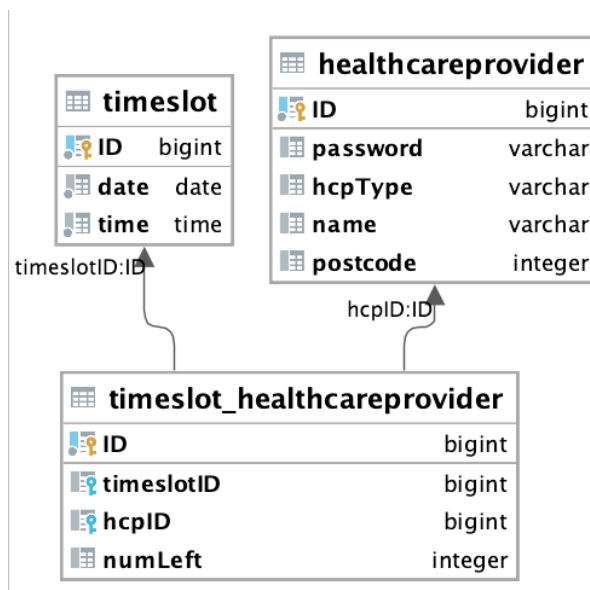 timeslot
ID bigint
date date
time time
healthcareprovider
ID bigint
password varchar
hcpType varchar
name varchar
postcode integer
timeslotID:ID
hcpID:ID
timeslot_healthcareprovider
ID bigint
timeslotID bigint
hcpID bigint
numLeft integer